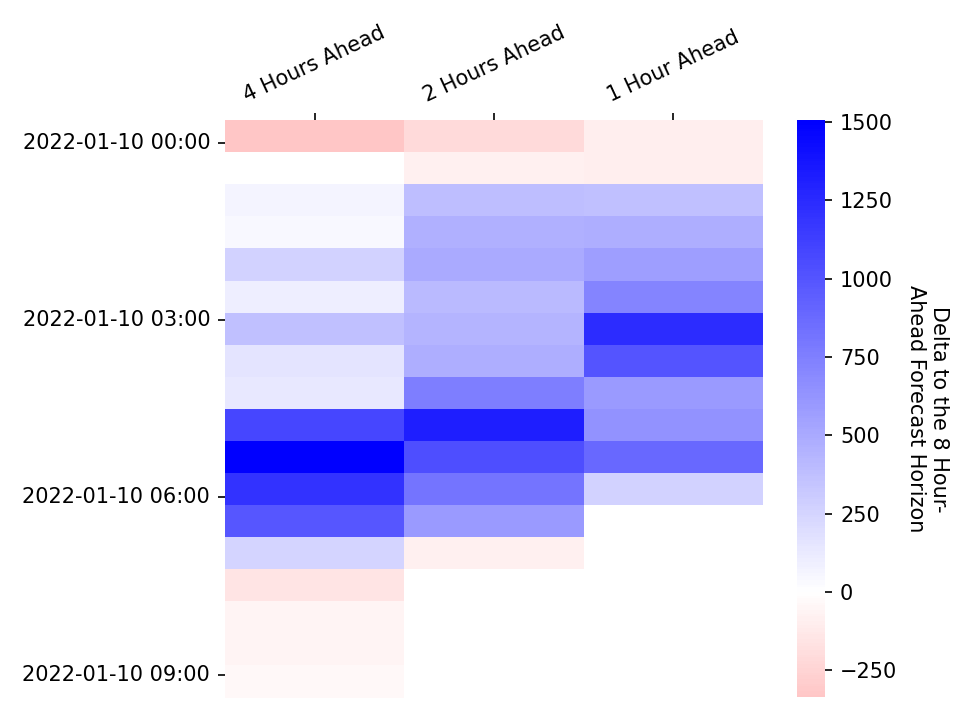 4 Hours Ahead
2 Hours Ahead
1 Hour Ahead
2022-01-10 00:00
2022-01-10 03:00
2022-01-10 06:00
2022-01-10 09:00
1500
1250
1000
750
500
250
0
−250
Delta to the 8 Hour-
Ahead Forecast Horizon